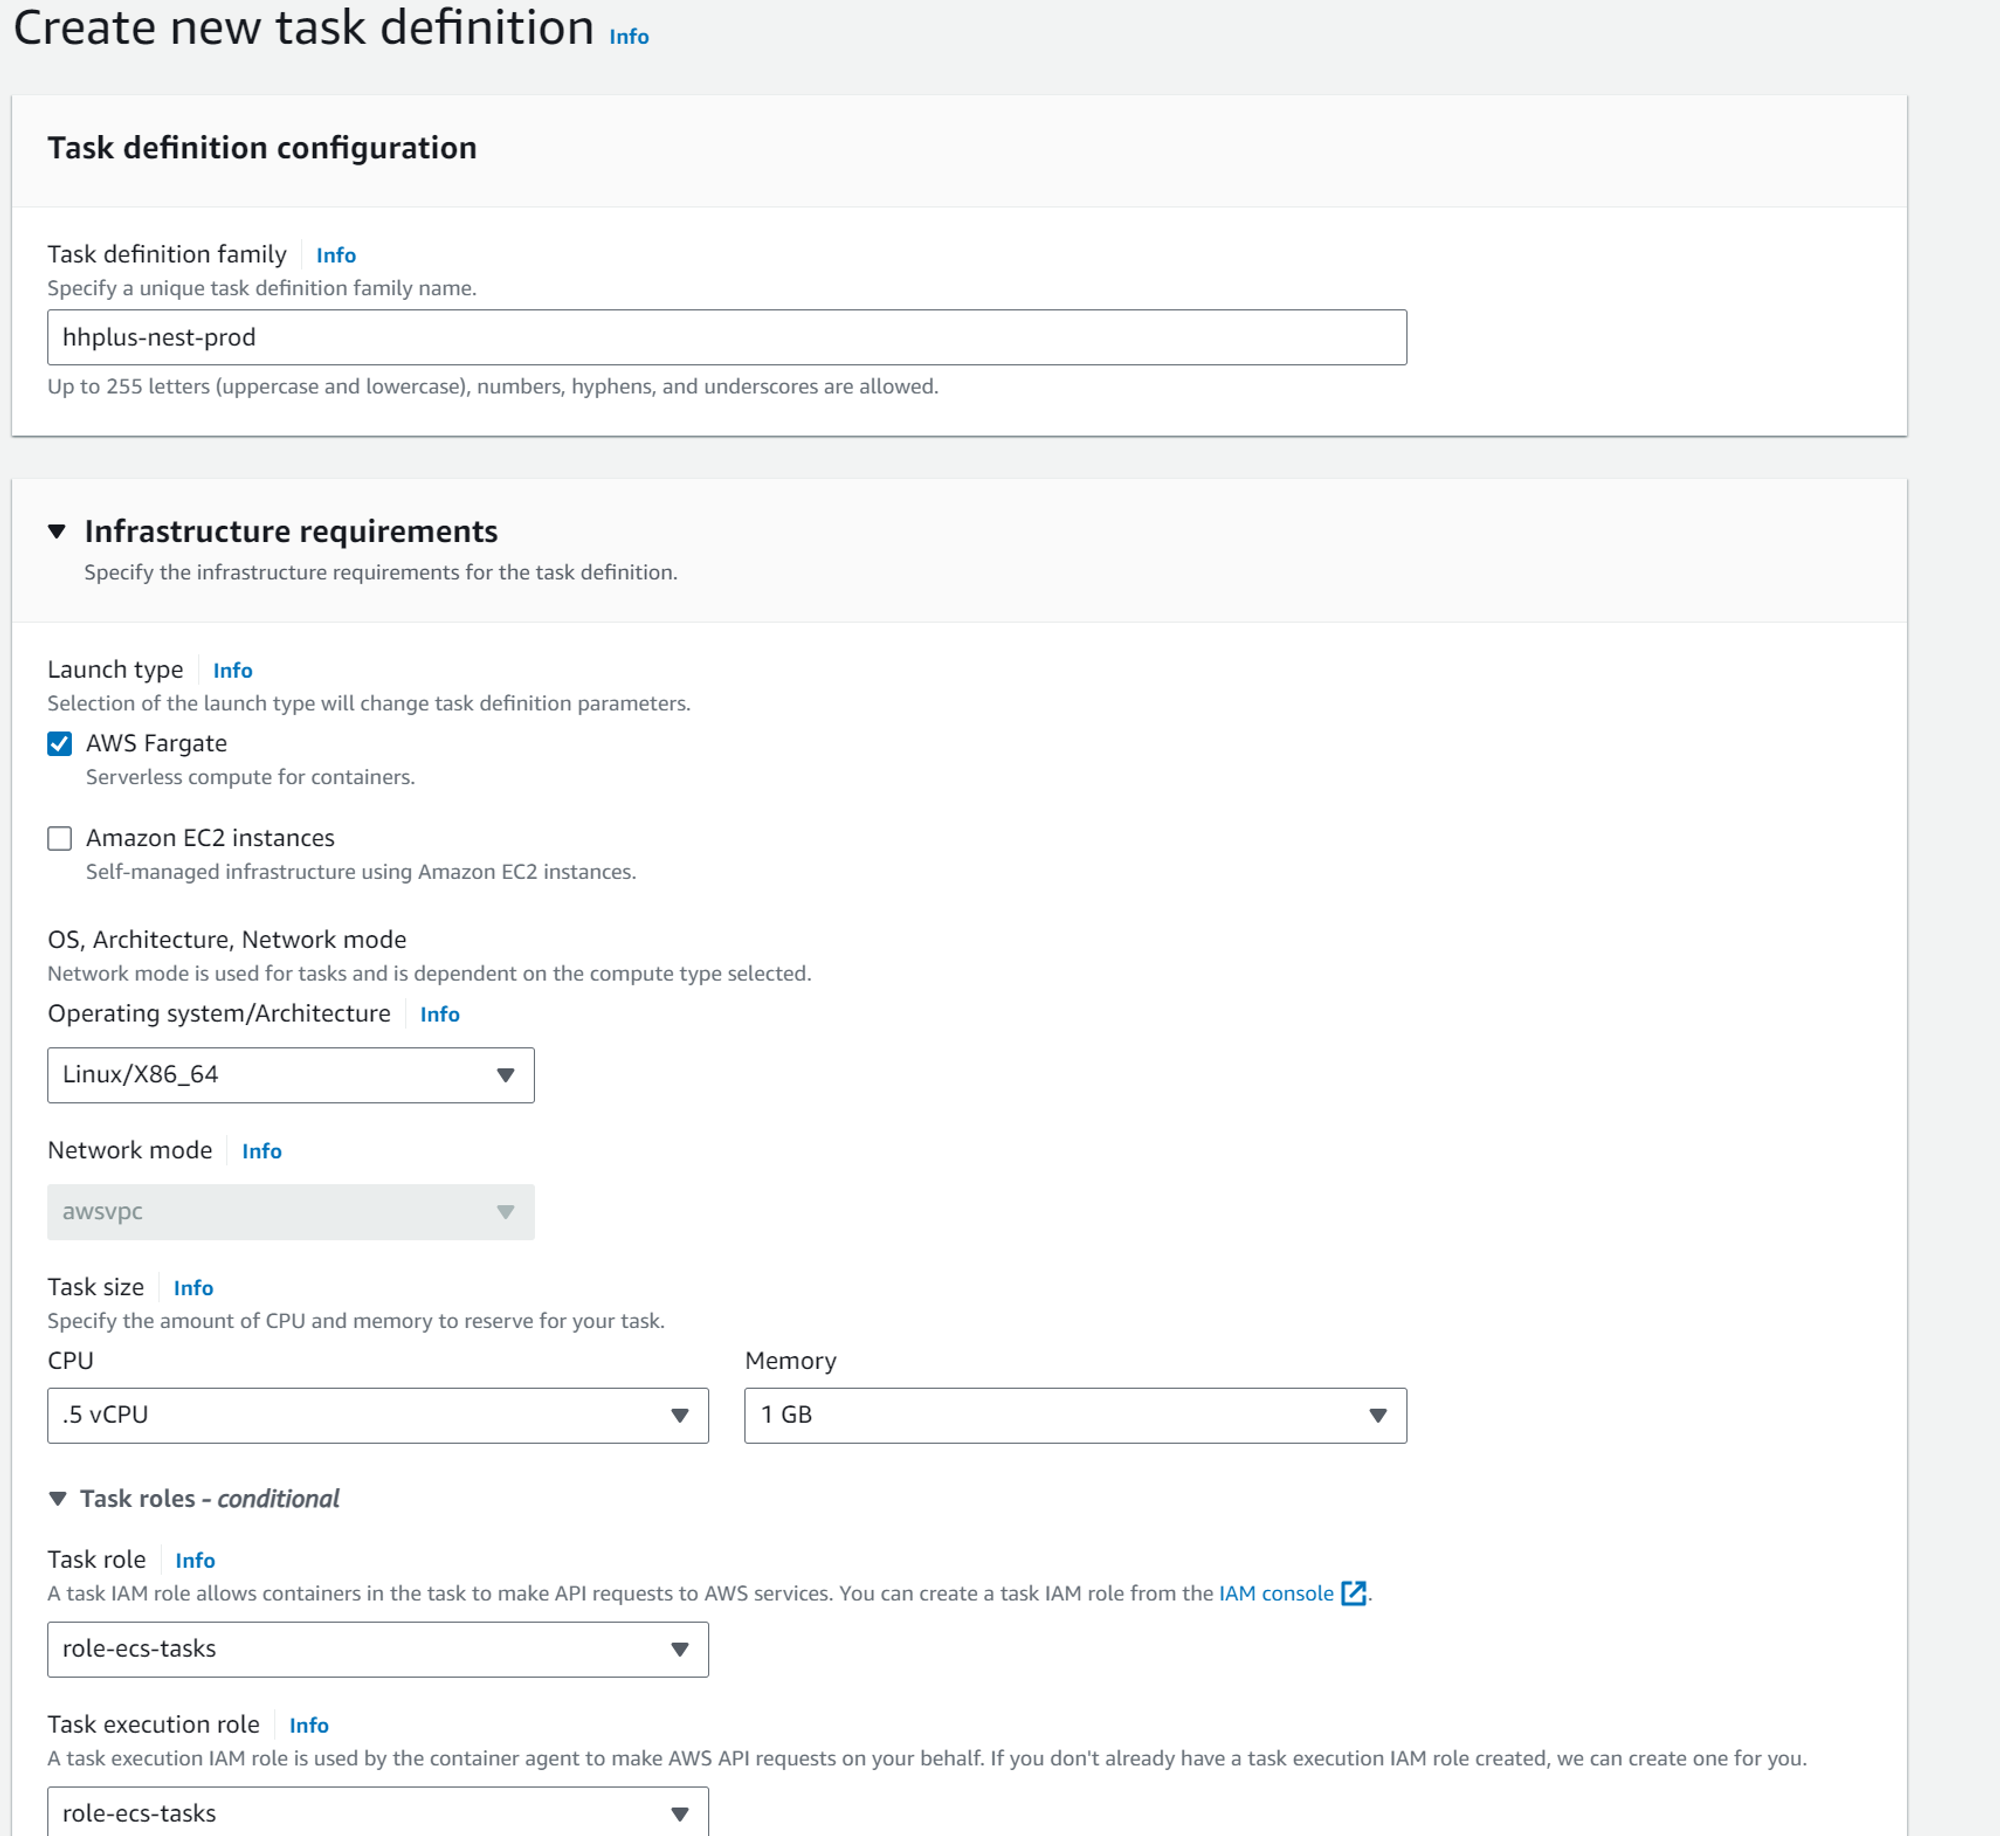 Create new task definition Info
Task definition configuration
Task definition family Info
Specify a unique task definition family name.
hhplus-nest-prod
Up to 255 letters (uppercase and lowercase), numbers, hyphens, and underscores are allowed.
Infrastructure requirements
Specify the infrastructure requirements for the task definition.
Launch type Info
Selection of the launch type will change task definition parameters.
AWS Fargate
Serverless compute for containers.
Amazon EC2 instances
Self-managed infrastructure using Amazon EC2 instances.
OS, Architecture, Network mode
Network mode is used for tasks and is dependent on the compute type selected.
Operating system/Architecture Info
Linux/X86_64
Network mode Info
awsvpc
Task size Info
Specify the amount of CPU and memory to reserve for your task.
CPU Memory
.5 vCPU 1 GB
Task roles - conditional
Task role Info
A task IAM role allows containers in the task to make API requests to AWS services. You can create a task IAM role from the IAM console.
role-ecs-tasks
Task execution role Info
A task execution IAM role is used by the container agent to make AWS API requests on your behalf. If you don't already have a task execution IAM role created, we can create one for you.
role-ecs-tasks